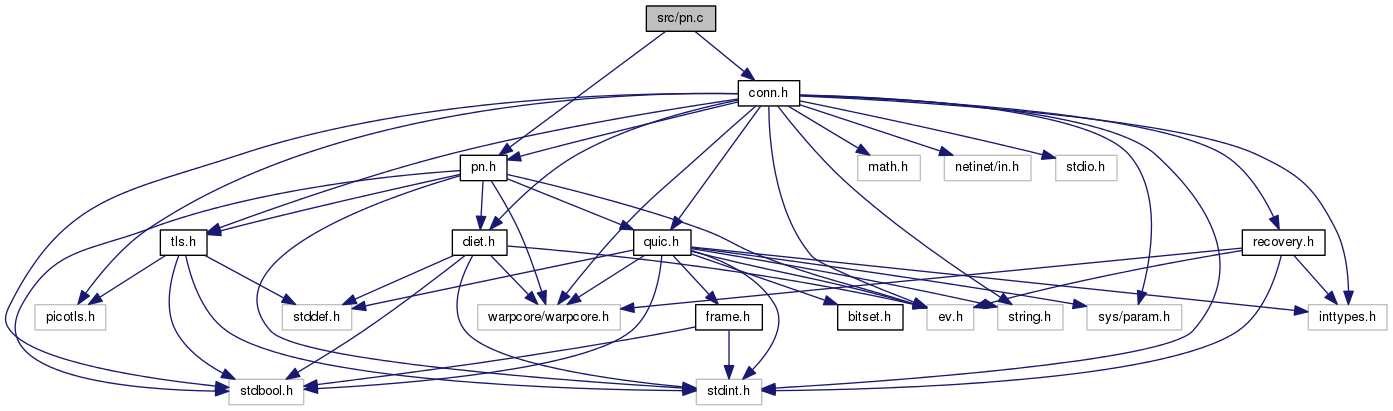 src/pn.c
conn.h
pn.h
math.h
netinet/in.h
stdio.h
tls.h
diet.h
quic.h
recovery.h
picotls.h
stddef.h
warpcore/warpcore.h
frame.h
bitset.h
ev.h
string.h
sys/param.h
inttypes.h
stdbool.h
stdint.h